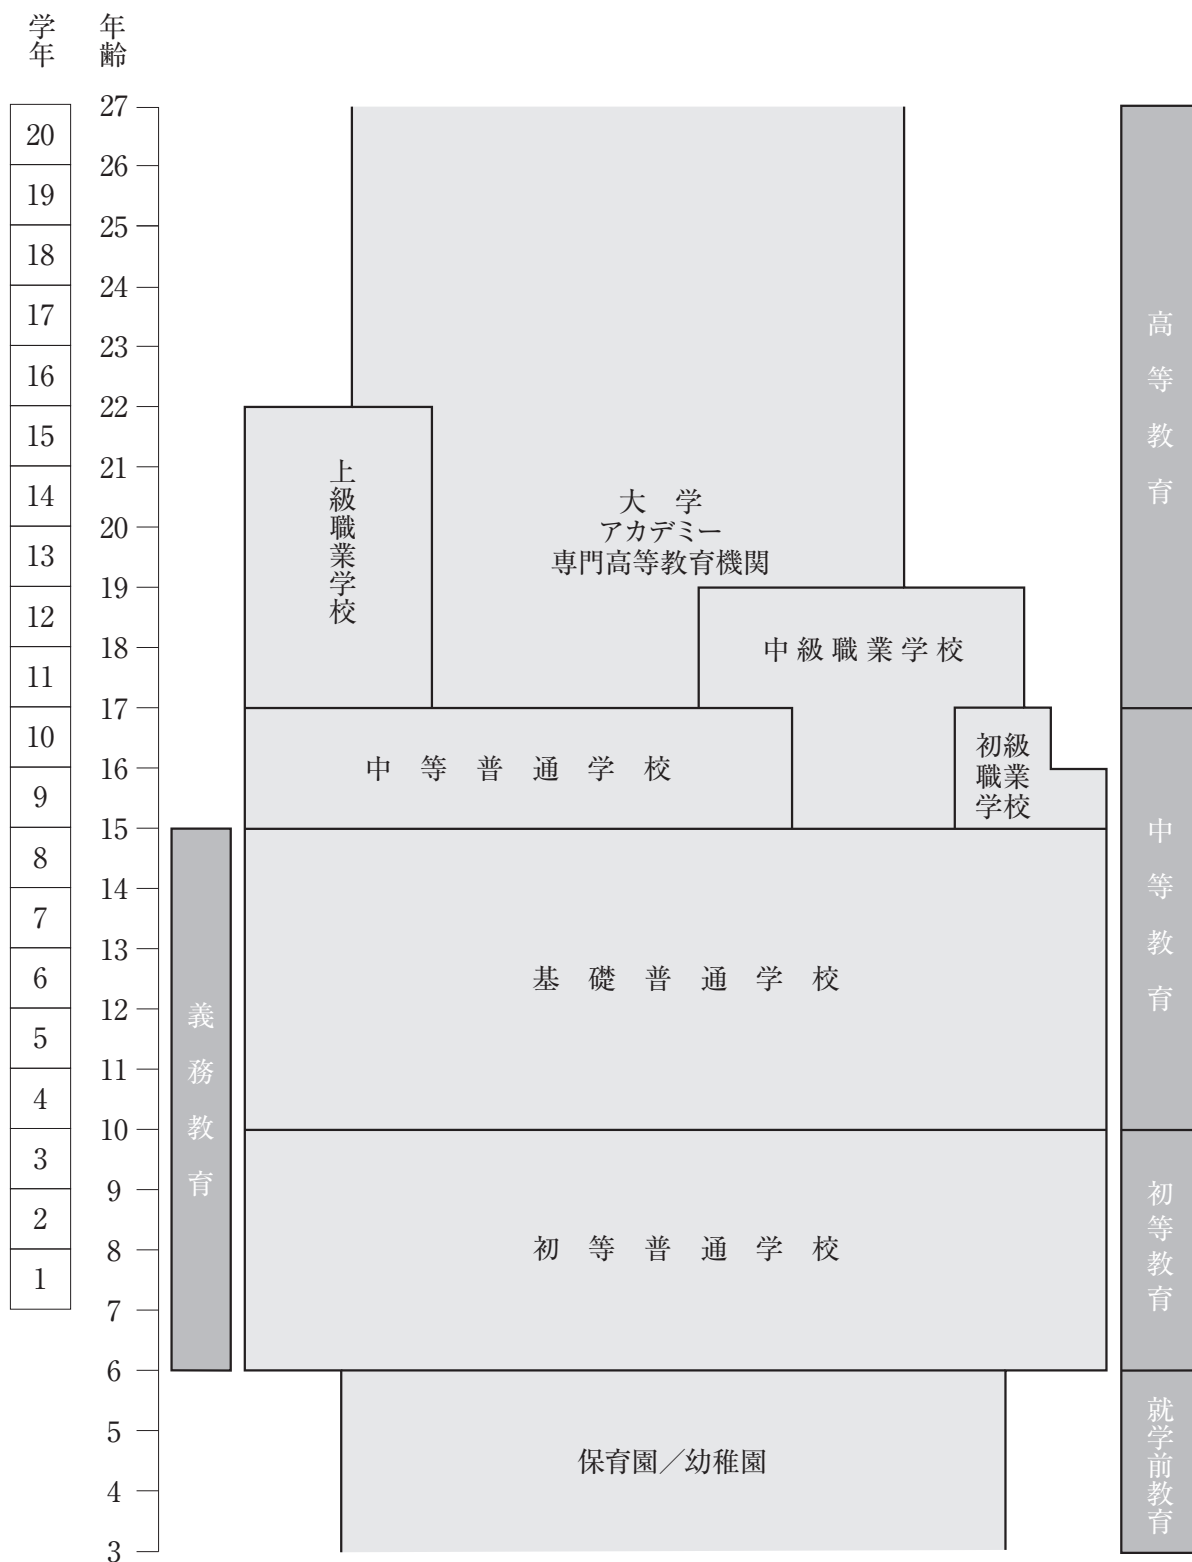 学年
年齢
27
20
26
19
25
18
24
17
23
16
22
15
21
14
20
13
19
12
18
11
17
10
16
9
15
8
14
7
13
6
12
5
11
4
10
3
9
2
8
1
7
6
5
4
3
義務教育
上級職業学校
大学
アカデミー
専門高等教育機関
中級職業学校
中等普通学校
初級
職業
学校
基礎普通学校
初等普通学校
保育園／幼稚園
高等教育
中等教育
初等教育
就学前教育